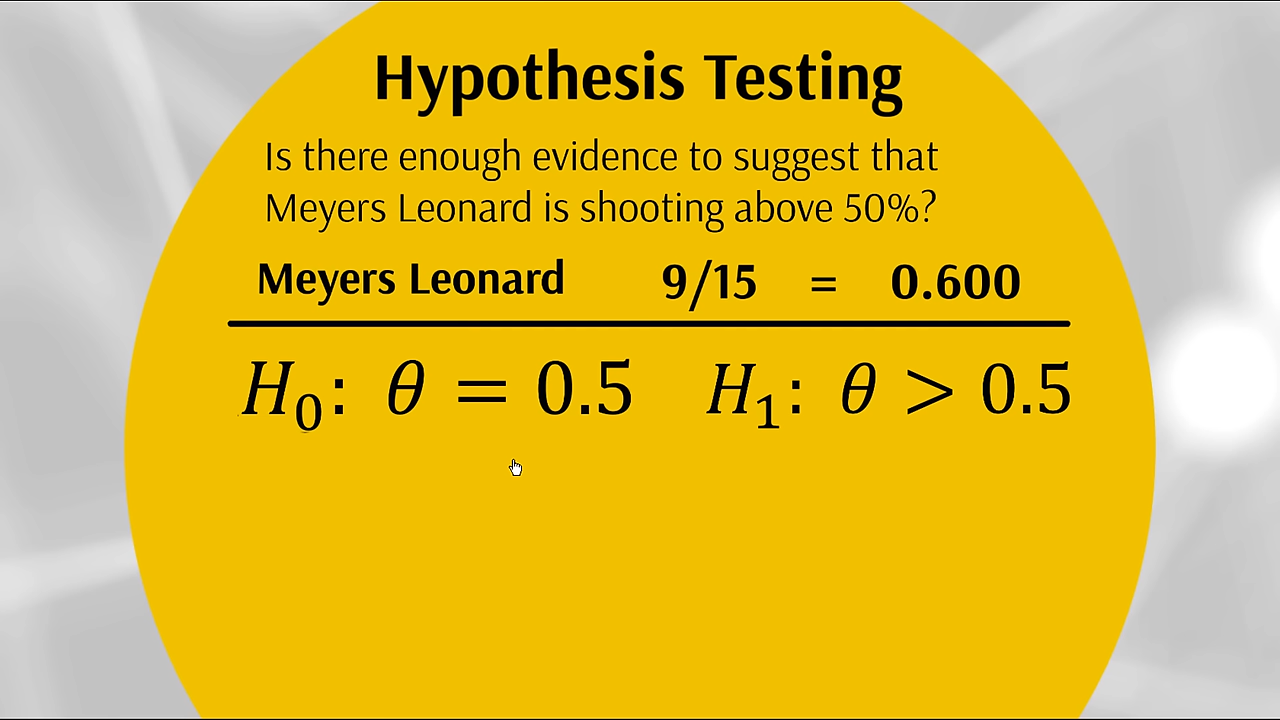 Hypothesis Testing
Is there enough evidence to suggest that
Meyers Leonard is shooting above 50%?
Meyers Leonard 9/15 = 0.600
H₀: θ = 0.5 H₁: θ > 0.5